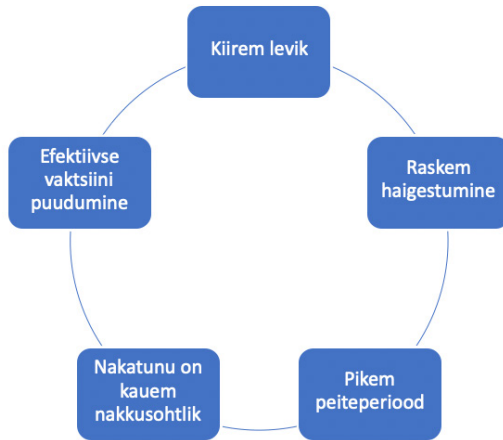 Kiirem levik
Raskem
haigestumine
Pikem
peiteperiood
Nakatunu on
kauem
nakkusohtlik
Efektiivse
vaktsiini
puudumine